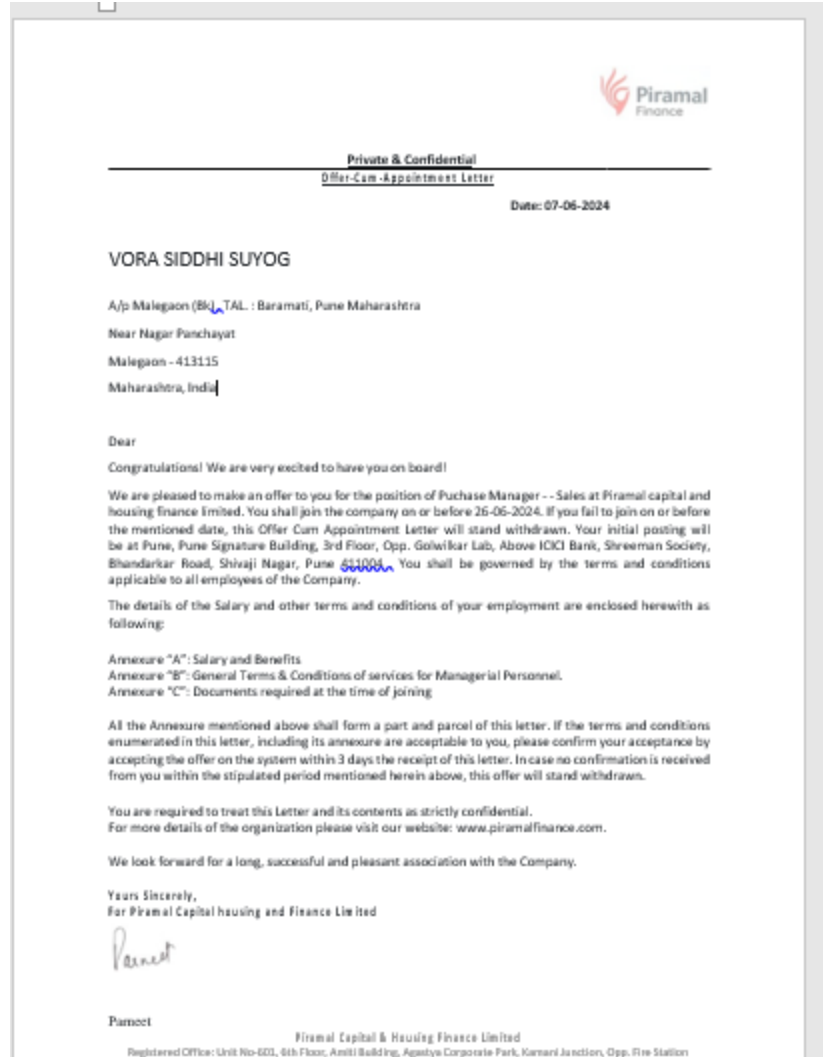 Piramal
Finance
Private & Confidential
Offer-Cum-Appointment Letter
Date: 07-06-2024
VORA SIDDHI SUYOG
A/p Malegaon (Bk), TAL. : Baramati, Pune Maharashtra
Near Nagar Panchayat
Malegaon - 413115
Maharashtra, India
Dear
Congratulations! We are very excited to have you on board!
We are pleased to make an offer to you for the position of Puchase Manager - - Sales at Piramal capital and
housing finance limited. You shall join the company on or before 26-06-2024. If you fail to join on or before
the mentioned date, this Offer Cum Appointment Letter will stand withdrawn. Your initial posting will
be at Pune, Pune Signature Building, 3rd Floor, Opp. Golwilkar Lab, Above ICICI Bank, Shreeman Society,
Bhandarkar Road, Shivaji Nagar, Pune 411004. You shall be governed by the terms and conditions
applicable to all employees of the Company.
The details of the Salary and other terms and conditions of your employment are enclosed herewith as
following:
Annexure "A": Salary and Benefits
Annexure "B": General Terms & Conditions of services for Managerial Personnel.
Annexure "C": Documents required at the time of joining
All the Annexure mentioned above shall form a part and parcel of this letter. If the terms and conditions
enumerated in this letter, including its annexure are acceptable to you, please confirm your acceptance by
accepting the offer on the system within 3 days the receipt of this letter. In case no confirmation is received
from you within the stipulated period mentioned herein above, this offer will stand withdrawn.
You are required to treat this Letter and its contents as strictly confidential.
For more details of the organization please visit our website: www.piramalfinance.com.
We look forward for a long, successful and pleasant association with the Company.
Yours Sincerely,
For Piramal Capital housing and Finance Limited
Parneet
Parneet
Piramal Capital & Housing Finance Limited
Registered Office: Unit No-601, 6th Floor, Amiti Building, Agastya Corporate Park, Kamani Junction, Opp. Fire Station